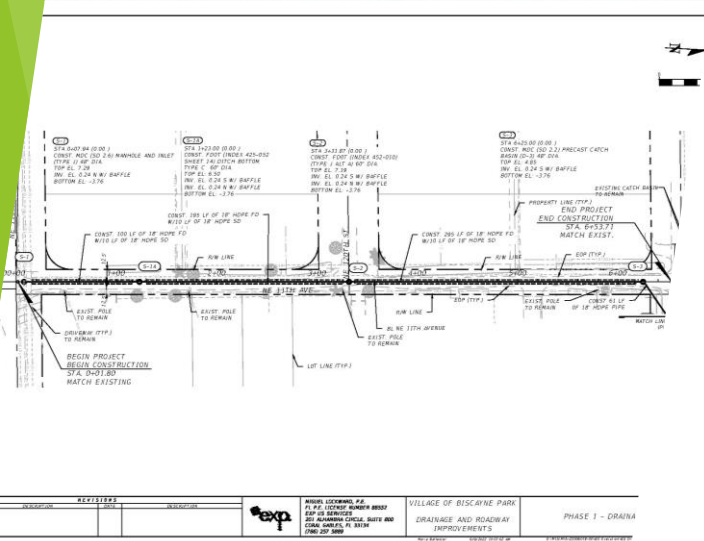 STA 0+07.84 (0.00 )
CONST. MDC (SD 2.6) MANHOLE AND INLET
(TYPE J) 48" DIA
TOP EL. 7.29
INV. EL. 0.24 N W/ BAFFLE
BOTTOM EL. -3.76
S-1A
STA 1+23.00 (0.00 )
CONST. FDOT (INDEX 425-052
SHEET 14) DITCH BOTTOM
TYPE C 60" DIA
TOP EL. 6.50
INV. EL. 0.24 S W/ BAFFLE
INV. EL. 0.24 N W/ BAFFLE
BOTTOM EL. -3.76
S-2
STA 3+33.87 (0.00 )
CONST. FDOT (INDEX 452-010)
(TYPE J ALT A) 60" DIA
TOP EL. 7.39
INV. EL. 0.24 S W/ BAFFLE
INV. EL. 0.24 N W/ BAFFLE
BOTTOM EL. -3.76
STA 6+25.00 (0.00 )
CONST. MDC (SD 2.2) PRECAST CATCH
BASIN (D-3) 48" DIA
TOP EL. 4.85
INV. EL. 0.24 S W/ BAFFLE
BOTTOM EL. -3.76
EXISTING CATCH BASIN
TO REMAIN
PROPERTY LINE (TYP.)
END PROJECT
END CONSTRUCTION
STA. 6+53.71
MATCH EXIST.
CONST. 100 LF OF 18" HDPE FD
W/10 LF OF 18" HDPE SD
CONST. 195 LF OF 18" HDPE FD
W/10 LF OF 18" HDPE SD
CONST. 265 LF OF 18" HDPE FD
W/10 LF OF 18" HDPE SD
R/W LINE
R/W LINE
EOP (TYP.)
S-1
S-1A
S-2
S-3
1+00
2+00
3+00
4+00
5+00
6+00
NE 11TH AVE
EXIST. POLE
TO REMAIN
EXIST. POLE
TO REMAIN
R/W LINE
EOP (TYP.)
EXIST. POLE
TO REMAIN
CONST 61 LF
OF 18" HDPE PIPE
BL NE 11TH AVENUE
EXIST. POLE
TO REMAIN
MATCH LIN
DRIVEWAY (TYP.)
TO REMAIN
BEGIN PROJECT
BEGIN CONSTRUCTION
STA. 0+01.80
MATCH EXISTING
LOT LINE (TYP.)
REVISIONS
DESCRIPTION DATE DESCRIPTION
exp.
MIGUEL LOCKWARD, P.E.
FL P.E. LICENSE NUMBER 88553
EXP US SERVICES
201 ALHAMBRA CIRCLE, SUITE 800
CORAL GABLES, FL 33134
(786) 257 5889
VILLAGE OF BISCAYNE PARK
DRAINAGE AND ROADWAY
IMPROVEMENTS
PHASE 1 - DRAINA